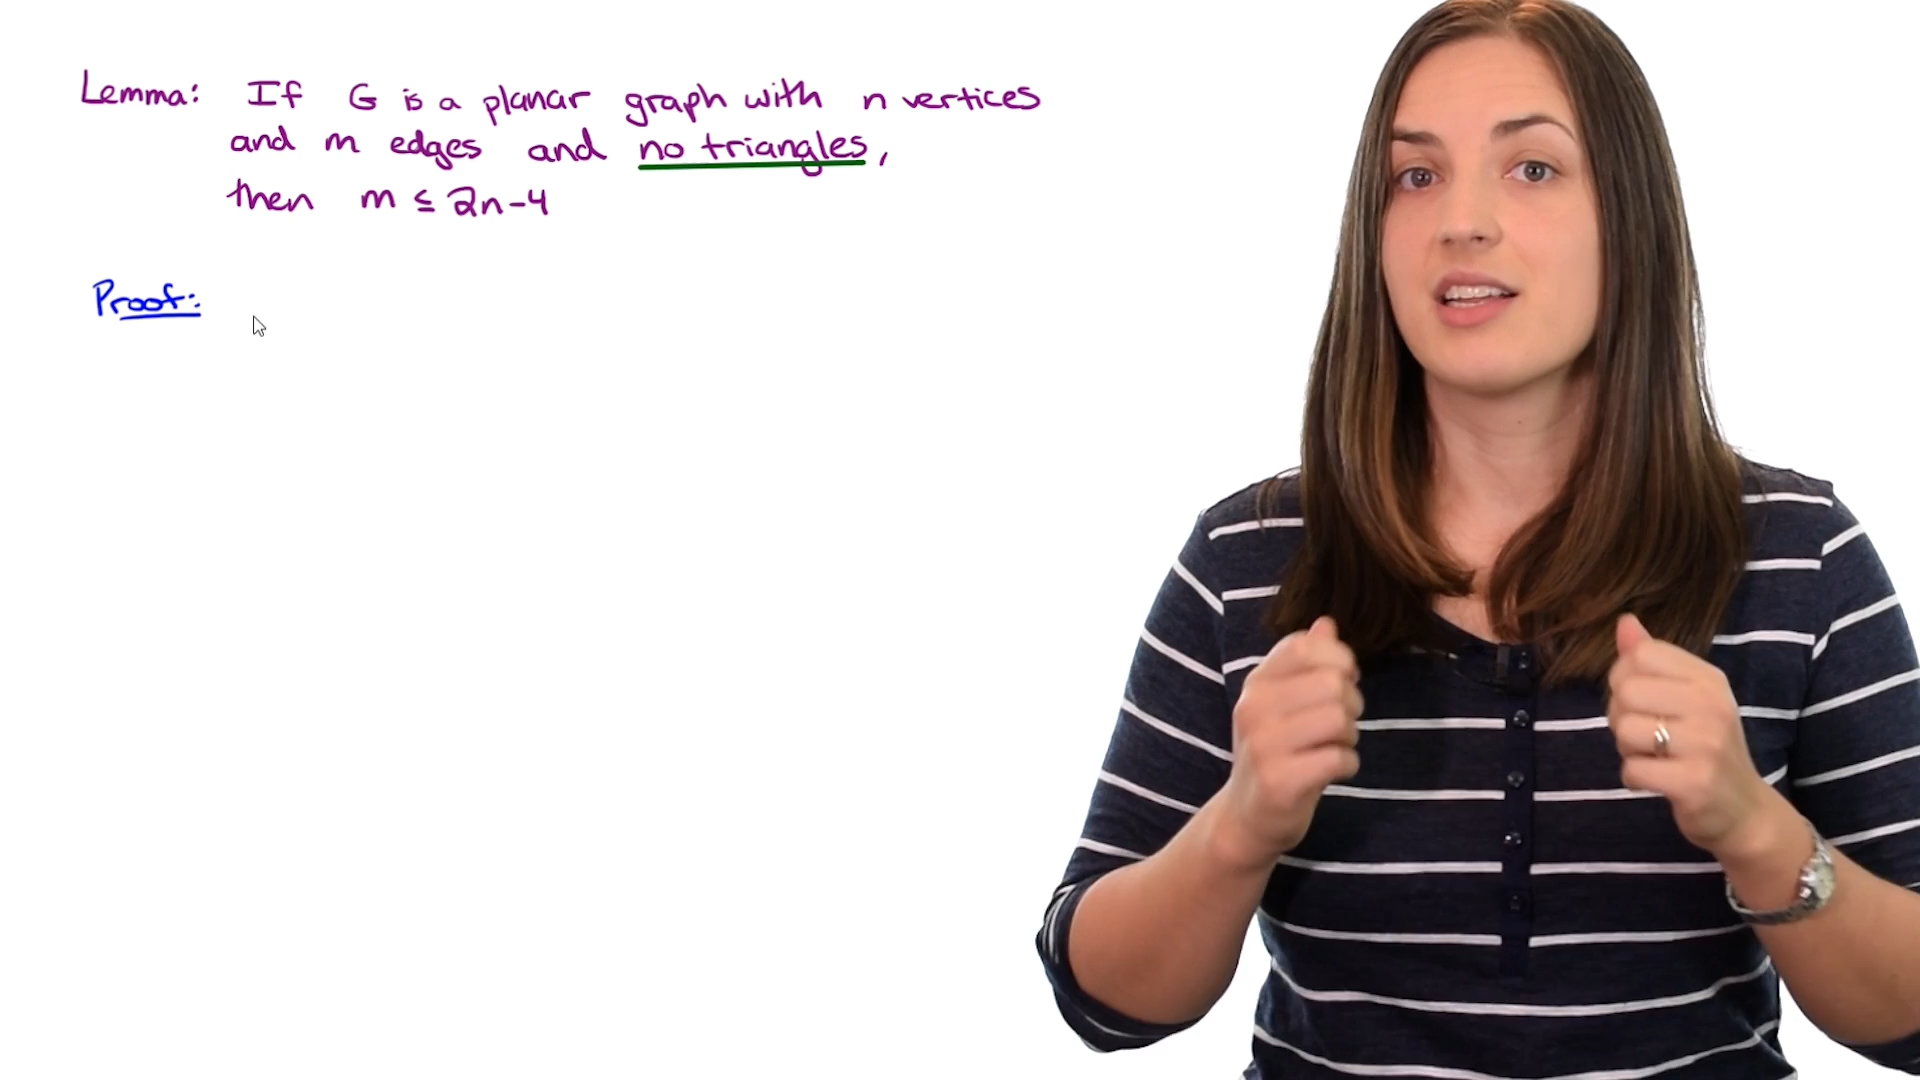 Lemma: If G is a planar graph with n vertices
and m edges and no triangles,
then m ≤ 2n-4
Proof: